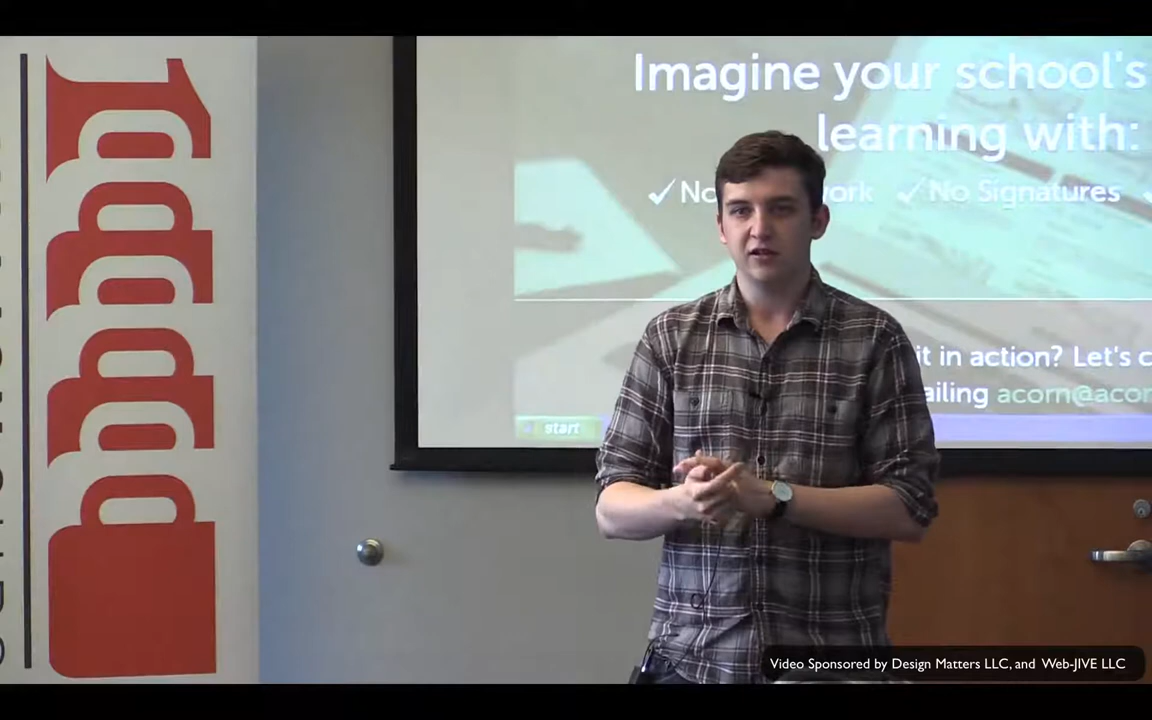 Imagine your school's
learning with:
No work No Signatures
it in action? Let's c
ailing acorn@acor
start
Video Sponsored by Design Matters LLC, and Web-JIVE LLC